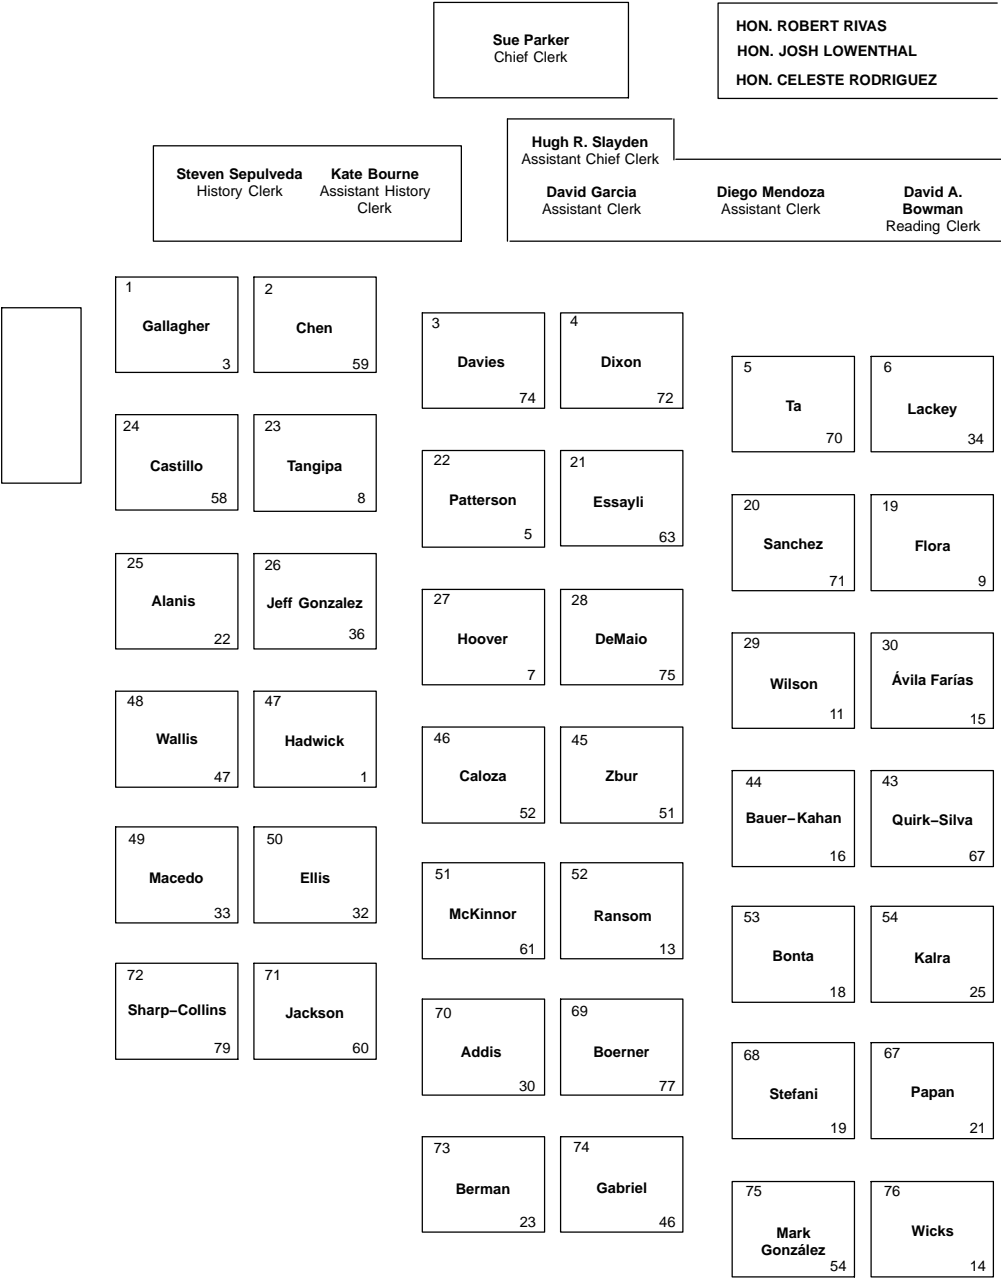 Sue Parker
Chief Clerk
HON. ROBERT RIVAS
HON. JOSH LOWENTHAL
HON. CELESTE RODRIGUEZ
Steven Sepulveda
History Clerk
Kate Bourne
Assistant History
Clerk
Hugh R. Slayden
Assistant Chief Clerk
David Garcia
Assistant Clerk
Diego Mendoza
Assistant Clerk
David A.
Bowman
Reading Clerk
1
Gallagher
3
2
Chen
59
3
Davies
74
4
Dixon
72
5
Ta
70
6
Lackey
34
24
Castillo
58
23
Tangipa
8
22
Patterson
5
21
Essayli
63
20
Sanchez
71
19
Flora
9
25
Alanis
22
26
Jeff Gonzalez
36
27
Hoover
7
28
DeMaio
75
29
Wilson
11
30
Ávila Farías
15
48
Wallis
47
47
Hadwick
1
46
Caloza
52
45
Zbur
51
44
Bauer−Kahan
16
43
Quirk−Silva
67
49
Macedo
33
50
Ellis
32
51
McKinnor
61
52
Ransom
13
53
Bonta
18
54
Kalra
25
72
Sharp−Collins
79
71
Jackson
60
70
Addis
30
69
Boerner
77
68
Stefani
19
67
Papan
21
73
Berman
23
74
Gabriel
46
75
Mark
González
54
76
Wicks
14